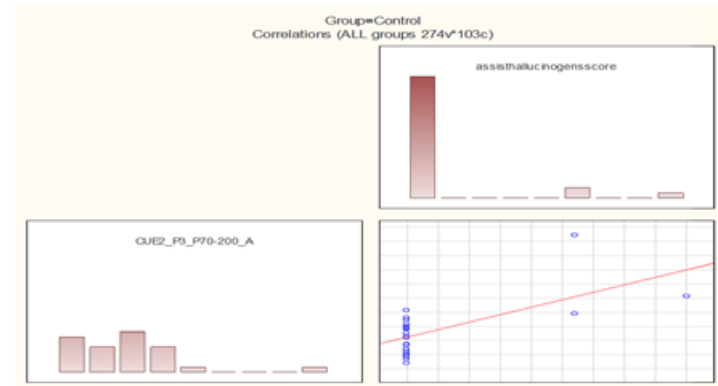 Group=Control
Correlations (ALL groups 274v*103c)
assisthallucinogensscore
CUE2_P3_P70-200_A